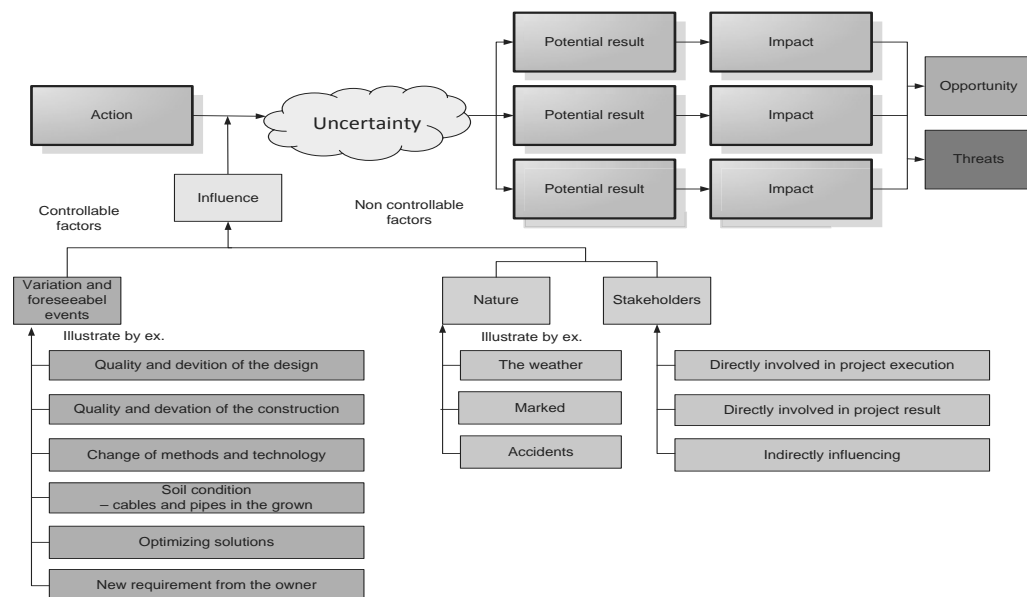 Potential result
Impact
Opportunity
Action
Uncertainty
Potential result
Impact
Threats
Potential result
Impact
Influence
Controllable
factors
Non controllable
factors
Variation and
foreseeabel
events
Nature
Stakeholders
Illustrate by ex.
Illustrate by ex.
Quality and devition of the design
Quality and devation of the construction
Change of methods and technology
Soil condition
– cables and pipes in the grown
Optimizing solutions
New requirement from the owner
The weather
Marked
Accidents
Directly involved in project execution
Directly involved in project result
Indirectly influencing